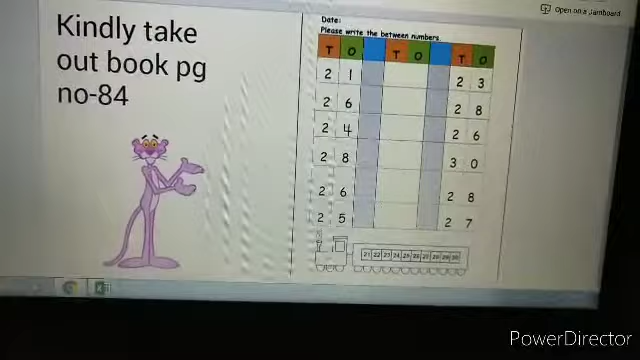 Open on a Jamboard
Kindly take
out book pg
no-84
Date:
Please write the between numbers.
T O T O T O
2 1 2 3
2 6 2 8
2 4 2 6
2 8 3 0
2 6 2 8
2 5 2 7
21 22 23 24 25 26 27 28 29 30
PowerDirector